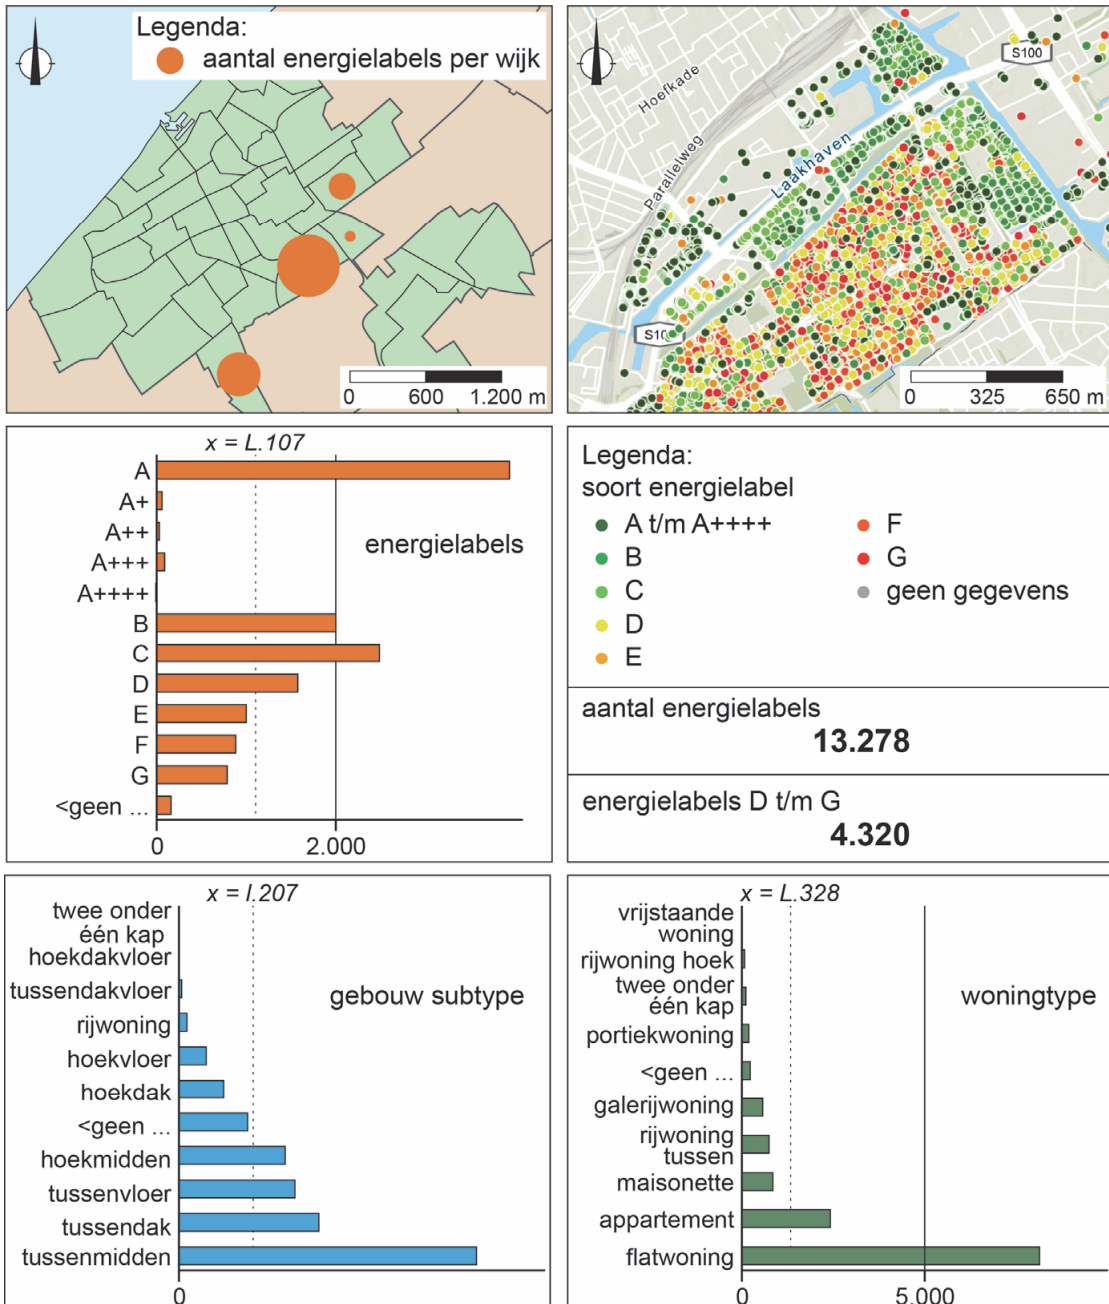 Legenda:
aantal energielabels per wijk
0 600 1.200 m
Hoefkade
Parallelweg
Laakhaven
S100
S10
0 325 650 m
x = L.107
A
A+
A++
A+++
A++++
B
C
D
E
F
G
<geen ...
energielabels
0 2.000
Legenda:
soort energielabel
A t/m A++++
B
C
D
E
F
G
geen gegevens
aantal energielabels
13.278
energielabels D t/m G
4.320
x = l.207
twee onder
één kap
hoekdakvloer
tussendakvloer
rijwoning
hoekvloer
hoekdak
<geen ...
hoekmidden
tussenvloer
tussendak
tussenmidden
gebouw subtype
0
x = L.328
vrijstaande
woning
rijwoning hoek
twee onder
één kap
portiekwoning
<geen ...
galerijwoning
rijwoning
tussen
maisonette
appartement
flatwoning
woningtype
0 5.000